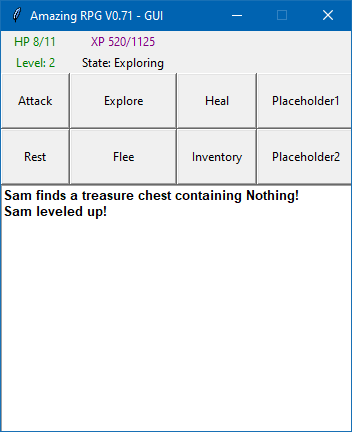 Amazing RPG V0.71 - GUI
HP 8/11 XP 520/1125
Level: 2 State: Exploring
Attack Explore Heal Placeholder1
Rest Flee Inventory Placeholder2
Sam finds a treasure chest containing Nothing!
Sam leveled up!